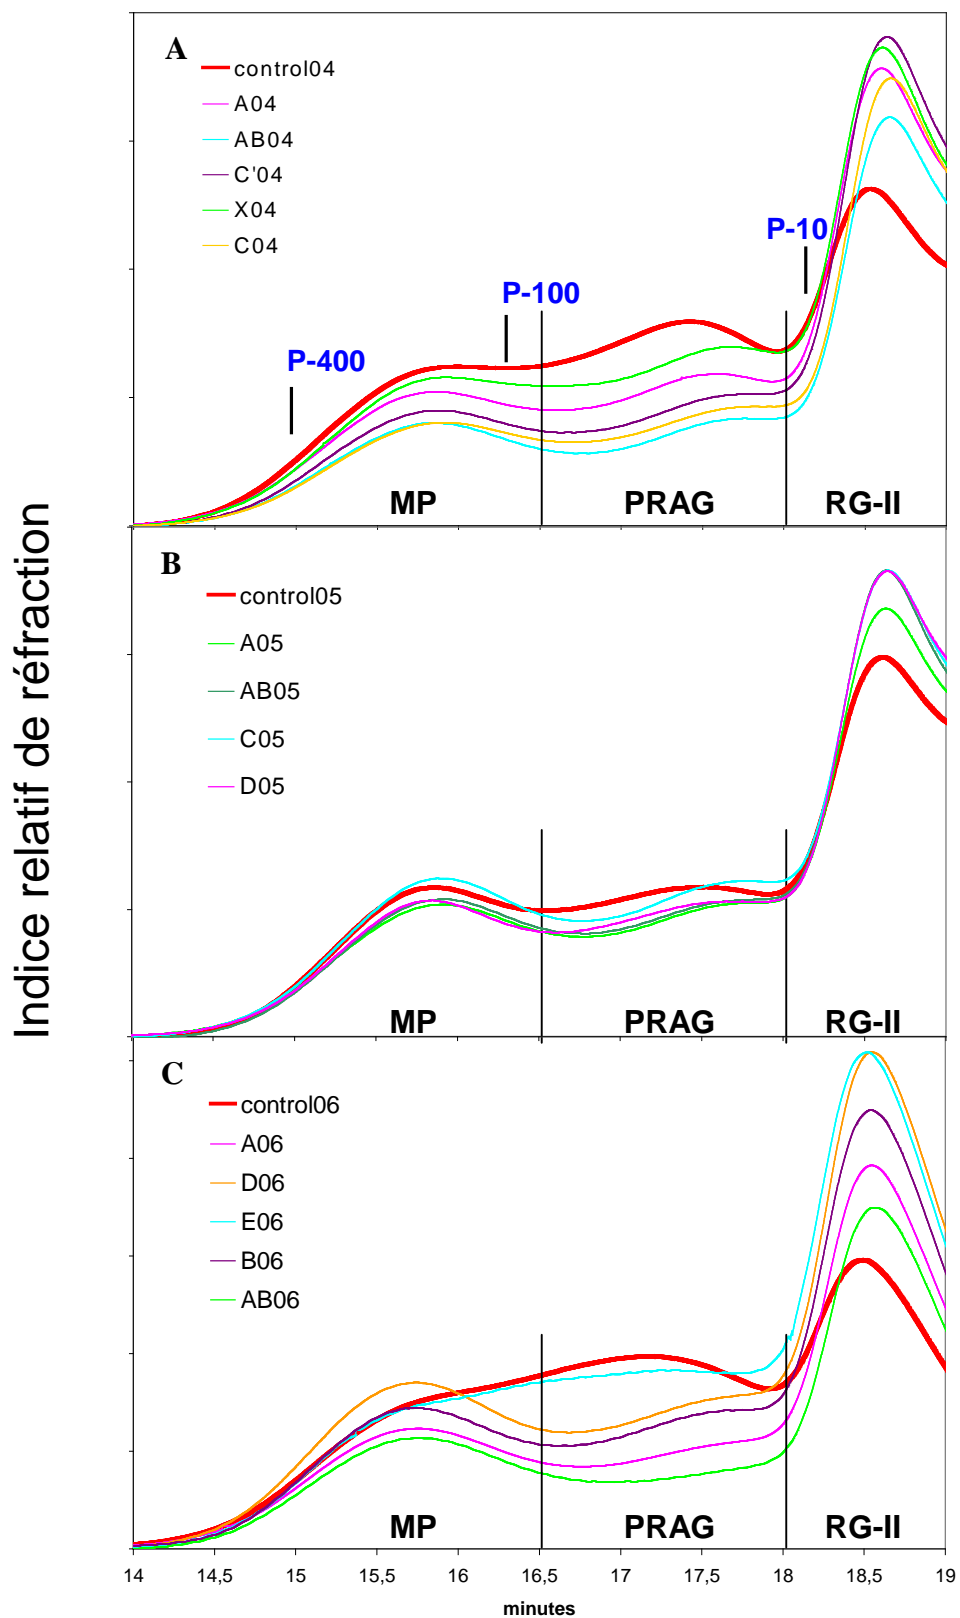 Indice relatif de réfraction
A
control04
A04
AB04
C'04
X04
C04
P-400
P-100
P-10
MP PRAG RG-II
B
control05
A05
AB05
C05
D05
MP PRAG RG-II
C
control06
A06
D06
E06
B06
AB06
MP PRAG RG-II
14 14,5 15 15,5 16 16,5 17 17,5 18 18,5 19
minutes